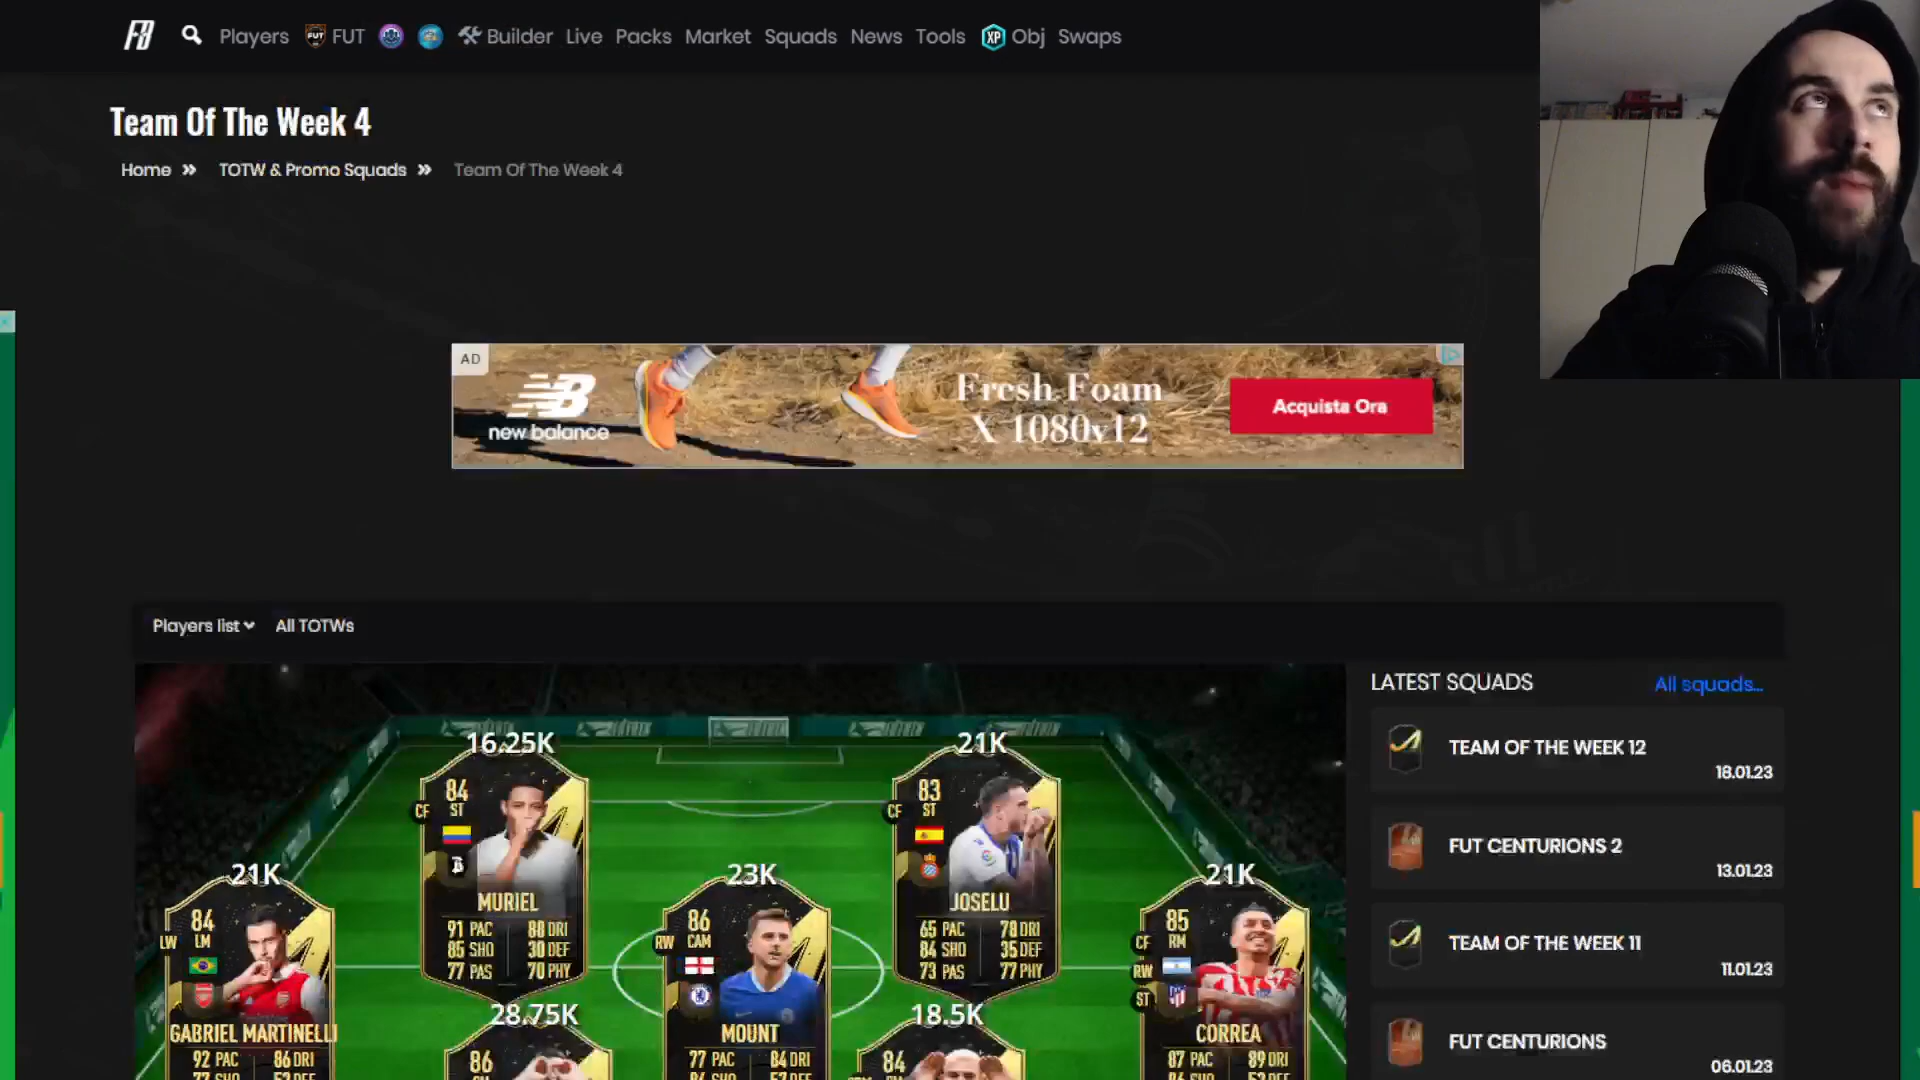 FB Players FUT FUT Builder Live Packs Market Squads News Tools XP Obj Swaps
Team Of The Week 4
Home » TOTW & Promo Squads » Team Of The Week 4
AD
NB
new balance
Fresh Foam
X 1080v12
Acquista Ora
Players list All TOTWs
LATEST SQUADS All squads...
TEAM OF THE WEEK 12
18.01.23
FUT CENTURIONS 2
13.01.23
TEAM OF THE WEEK 11
11.01.23
FUT CENTURIONS
06.01.23
16.25K
84
CF ST
MURIEL
91 PAC 88 DRI
85 SHO 30 DEF
77 PAS 70 PHY
21K
83
CF ST
JOSELU
65 PAC 78 DRI
84 SHO 35 DEF
73 PAS 77 PHY
21K
84
LW LM
GABRIEL MARTINELLI
92 PAC 86 DRI
23K
86
RW CAM
MOUNT
77 PAC 84 DRI
21K
85
CF RM
RW
ST
CORREA
87 PAC 89 DRI
28.75K
86
18.5K
84